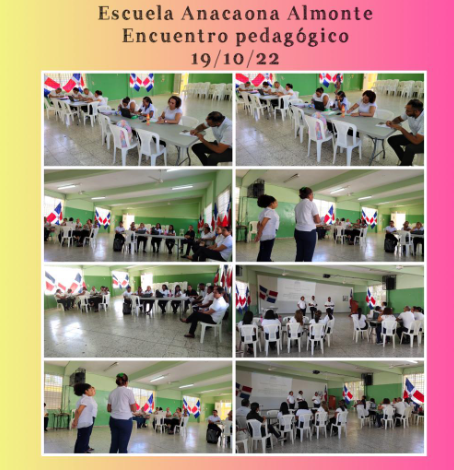 Escuela Anacaona Almonte
Encuentro pedagógico
19/10/22